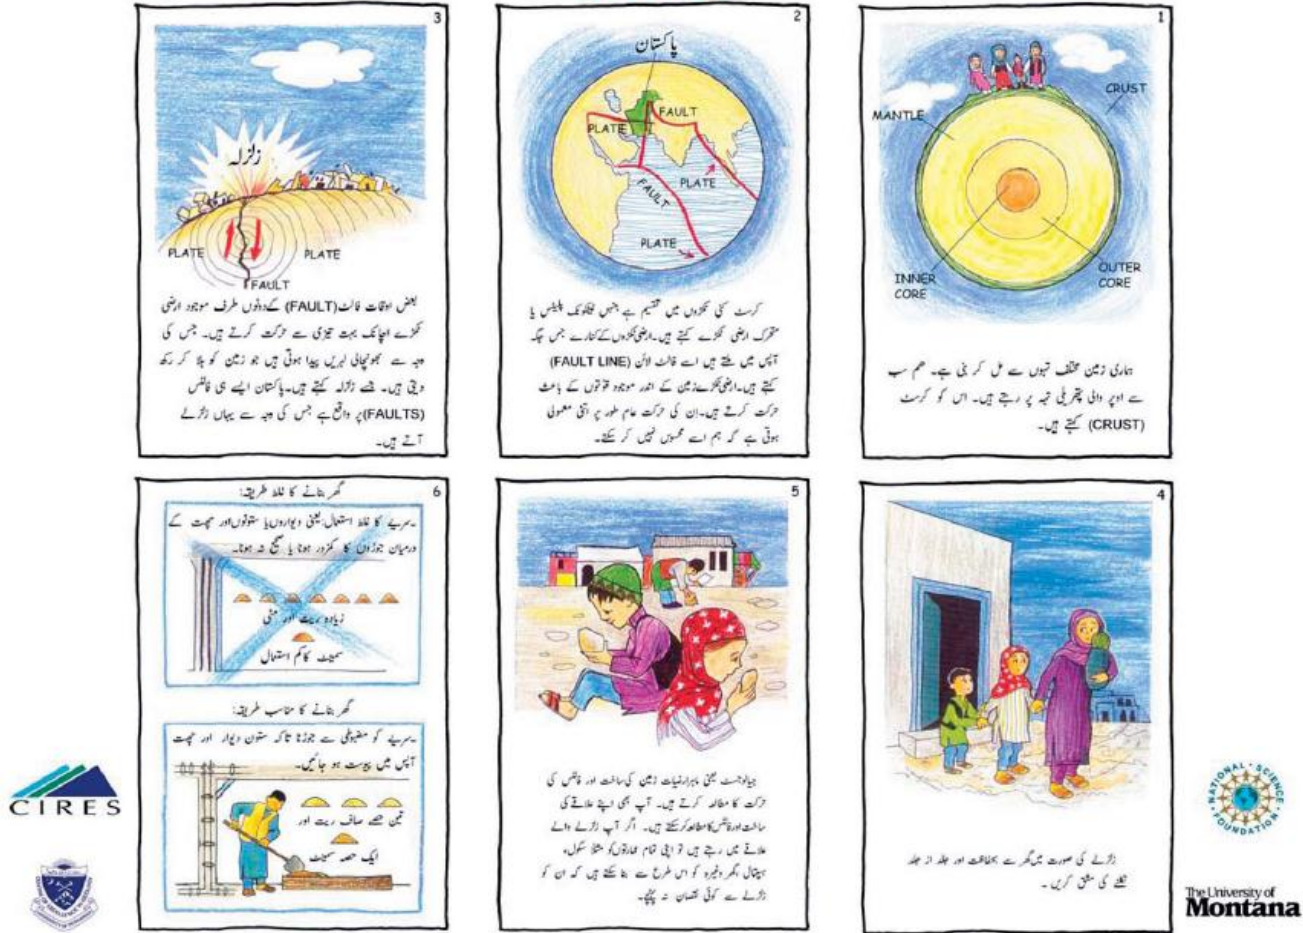 1
CRUST
MANTLE
INNER
CORE
OUTER
CORE
ہماری زمین مختلف تہوں سے مل کر بنی ہے۔ ہم سب
سے اوپر والی پتھریلی تہہ پر رہتے ہیں۔ اس کو کرسٹ
(CRUST) کہتے ہیں۔
2
پاکستان
FAULT
PLATE
PLATE
FAULT
PLATE
کرسٹ کئی ٹکڑوں میں تقسیم ہے جنہیں ٹیکٹونک پلیٹس یا
متحرک ارضی ٹکڑے کہتے ہیں۔ارضی ٹکڑوں کے کنارے جس جگہ
آپس میں ملتے ہیں اسے فالٹ لائن (FAULT LINE)
کہتے ہیں۔ارضی ٹکڑے زمین کے اندر موجود قوتوں کے باعث
حرکت کرتے ہیں۔ان کی حرکت عام طور پر اتنی معمولی
ہوتی ہے کہ ہم اسے محسوس نہیں کر سکتے۔
3
زلزلہ
PLATE
PLATE
FAULT
بعض اوقات فالٹ (FAULT) کے دونوں طرف موجود ارضی
ٹکڑے اچانک بہت تیزی سے حرکت کرتے ہیں۔ جس کی
وجہ سے بھونچالی لہریں پیدا ہوتی ہیں جو زمین کو ہلا کر رکھ
دیتی ہیں۔ جسے زلزلہ کہتے ہیں۔پاکستان ایسے ہی فالٹس
(FAULTS) پر واقع ہے جس کی وجہ سے یہاں زلزلے
آتے ہیں۔
4
زلزلے کی صورت میں گھر سے بحفاظت اور جلد از جلد
نکلنے کی مشق کریں۔
5
جیالوجسٹ یعنی ماہر ارضیات زمین کی ساخت اور فالٹس کی
حرکت کا مطالعہ کرتے ہیں۔ آپ بھی اپنے علاقے کی
ساخت اور فالٹس کا مطالعہ کر سکتے ہیں۔ اگر آپ زلزلے والے
علاقے میں رہتے ہیں تو اپنی تمام عمارتوں کو مثلاً سکول،
ہسپتال، گھر وغیرہ کو اس طرح سے بنا سکتے ہیں کہ ان کو
زلزلے سے کوئی نقصان نہ پہنچے۔
6
گھر بنانے کا غلط طریقہ:
۔سریے کا غلط استعمال یعنی دیواروں یا ستونوں اور چھت کے
درمیان جوڑوں کا کمزور ہونا یا صحیح نہ ہونا۔
زیادہ ریت اور مٹی
سمینٹ کا کم استعمال
گھر بنانے کا مناسب طریقہ:
۔سریے کو مضبوطی سے جوڑنا تاکہ ستون دیوار اور چھت
آپس میں پیوست ہو جائیں۔
تین حصے صاف ریت اور
ایک حصہ سمینٹ
CIRES
NATIONAL SCIENCE FOUNDATION
The University of
Montana